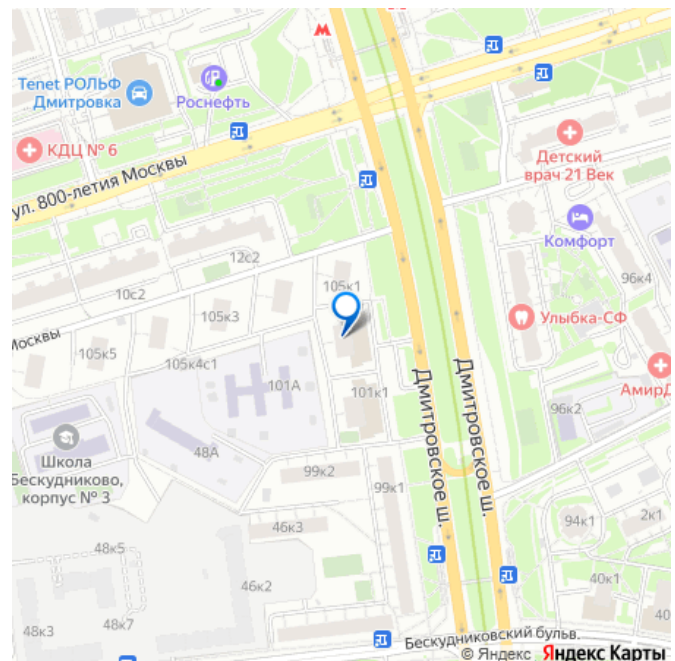 Tenet РОЛЬФ
Дмитровка
Роснефть
КДЦ № 6
ул. 800-летия Москвы
Детский
врач 21 Век
Комфорт
96к4
12с2
10с2
105к1
105к3
Москвы
105к5
105к4с1
101А
101к1
Улыбка-СФ
АмирД
96к2
Дмитровское ш.
Дмитровское ш.
48А
Школа
Бескудниково,
корпус № 3
99к2
99к1
46к3
94к1
2к1
48к5
46к2
40к1
48к7
48к3
40
Бескудниковский бульв.
© Яндекс Яндекс Карты